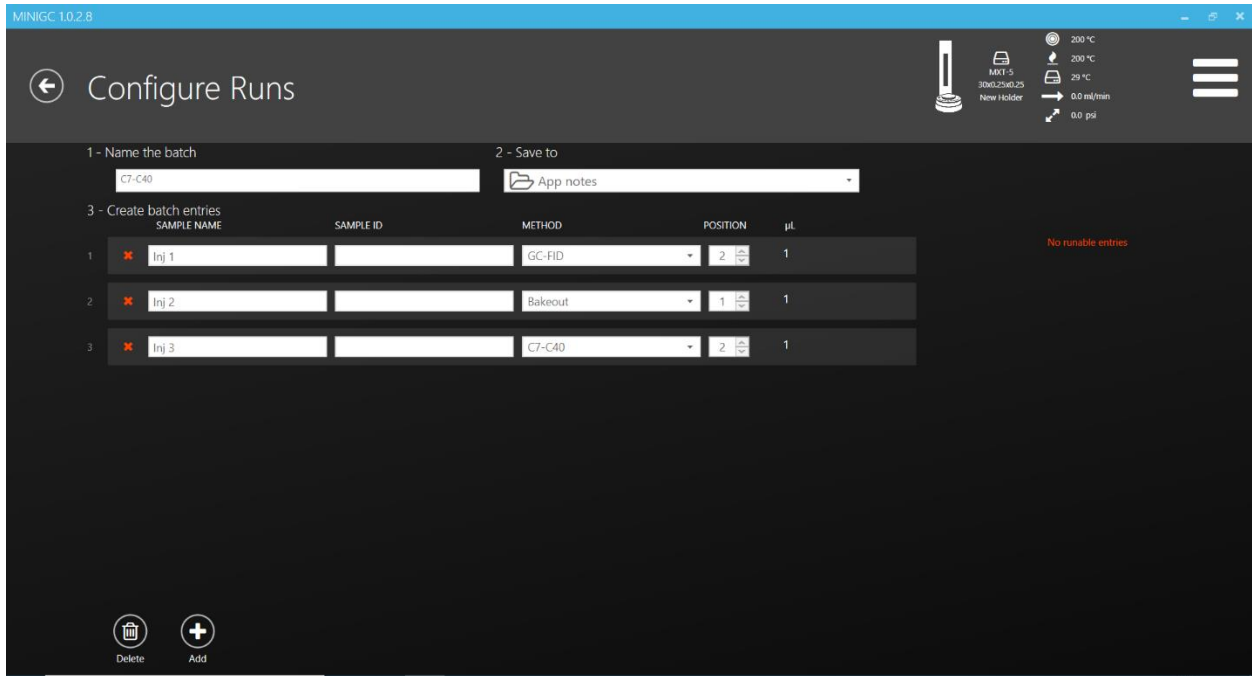 MINIGC 1.0.2.8
Configure Runs
MXT-5
30x0.25x0.25
New Holder
200 °C
200 °C
29 °C
0.0 ml/min
0.0 psi
1 - Name the batch
2 - Save to
C7-C40
App notes
3 - Create batch entries
SAMPLE NAME SAMPLE ID METHOD POSITION µL
1 Inj 1 GC-FID 2 1
No runable entries
2 Inj 2 Bakeout 1 1
3 Inj 3 C7-C40 2 1
Delete Add